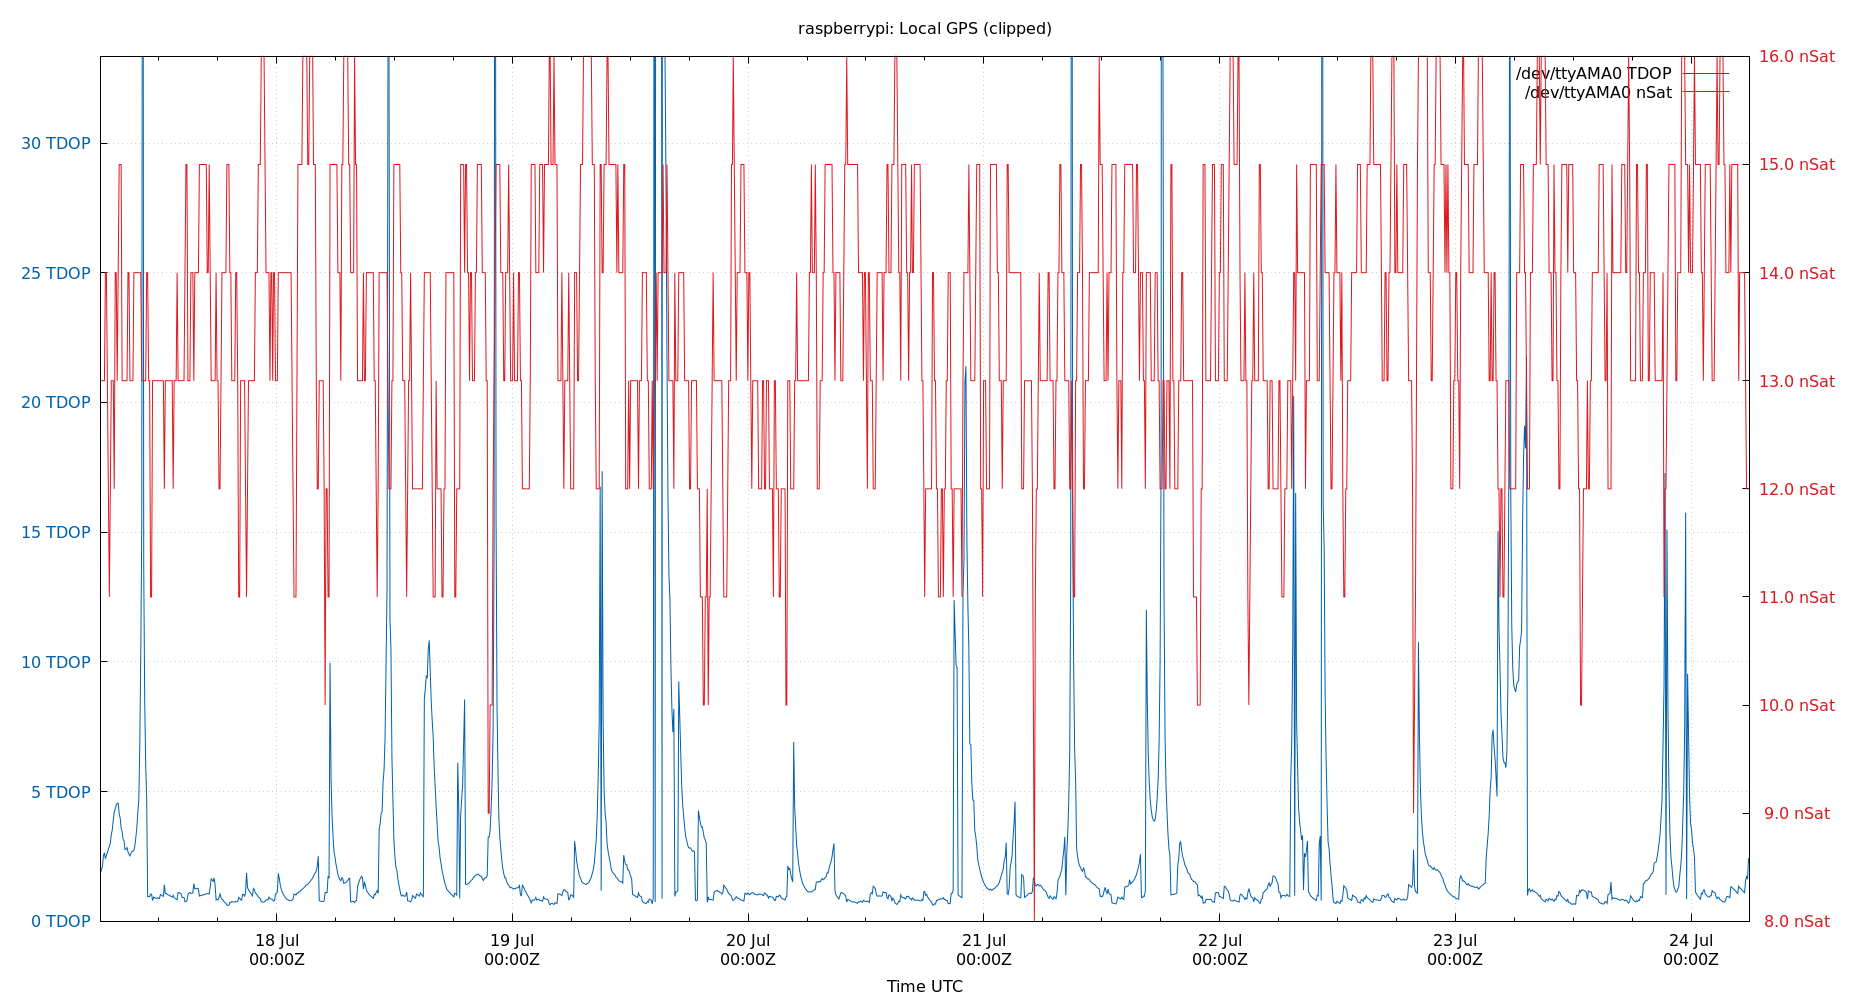 raspberrypi: Local GPS (clipped)
/dev/ttyAMA0 TDOP
/dev/ttyAMA0 nSat
30 TDOP
25 TDOP
20 TDOP
15 TDOP
10 TDOP
5 TDOP
0 TDOP
16.0 nSat
15.0 nSat
14.0 nSat
13.0 nSat
12.0 nSat
11.0 nSat
10.0 nSat
9.0 nSat
8.0 nSat
18 Jul
00:00Z
19 Jul
00:00Z
20 Jul
00:00Z
21 Jul
00:00Z
22 Jul
00:00Z
23 Jul
00:00Z
24 Jul
00:00Z
Time UTC